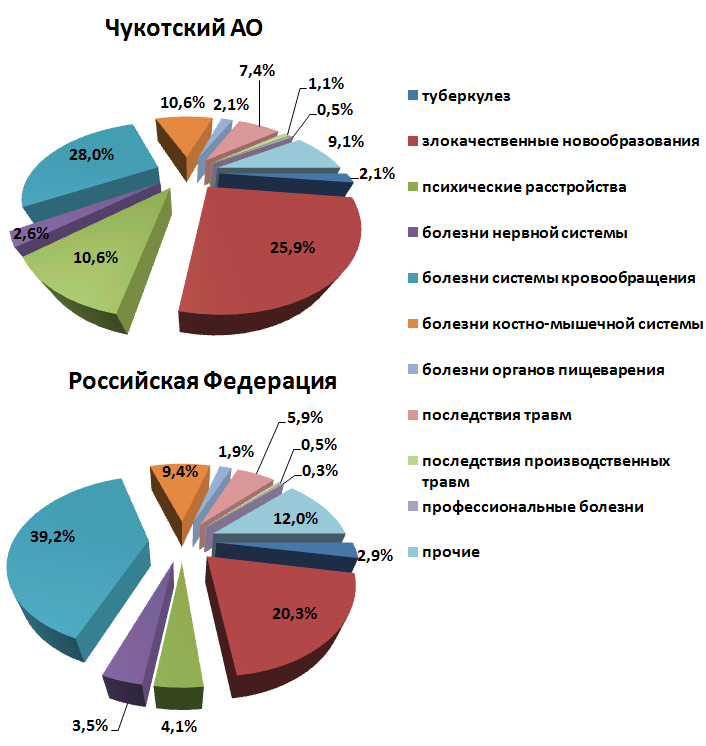 Чукотский АО
7,4%
1,1%
10,6%
2,1%
0,5%
9,1%
28,0%
2,1%
2,6%
10,6%
25,9%
туберкулез
злокачественные новообразования
психические расстройства
болезни нервной системы
болезни системы кровообращения
болезни костно-мышечной системы
болезни органов пищеварения
последствия травм
последствия производственных
травм
профессиональные болезни
прочие
Российская Федерация
5,9%
1,9%
0,5%
9,4%
0,3%
12,0%
39,2%
2,9%
20,3%
3,5%
4,1%